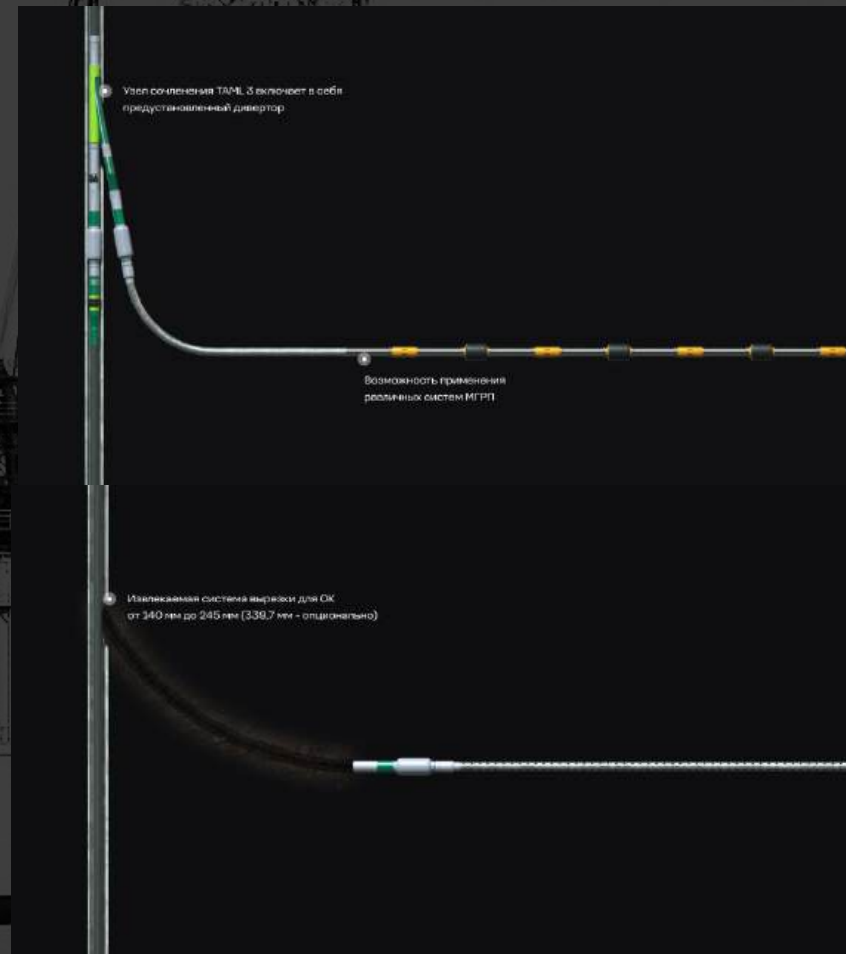 Узел сочленения TAML 3 включает в себя
предустановленный дивертор
Возможность применения
различных систем МГРП
Извлекаемая система вырезки для ОК
от 140 мм до 245 мм (339,7 мм - опционально)